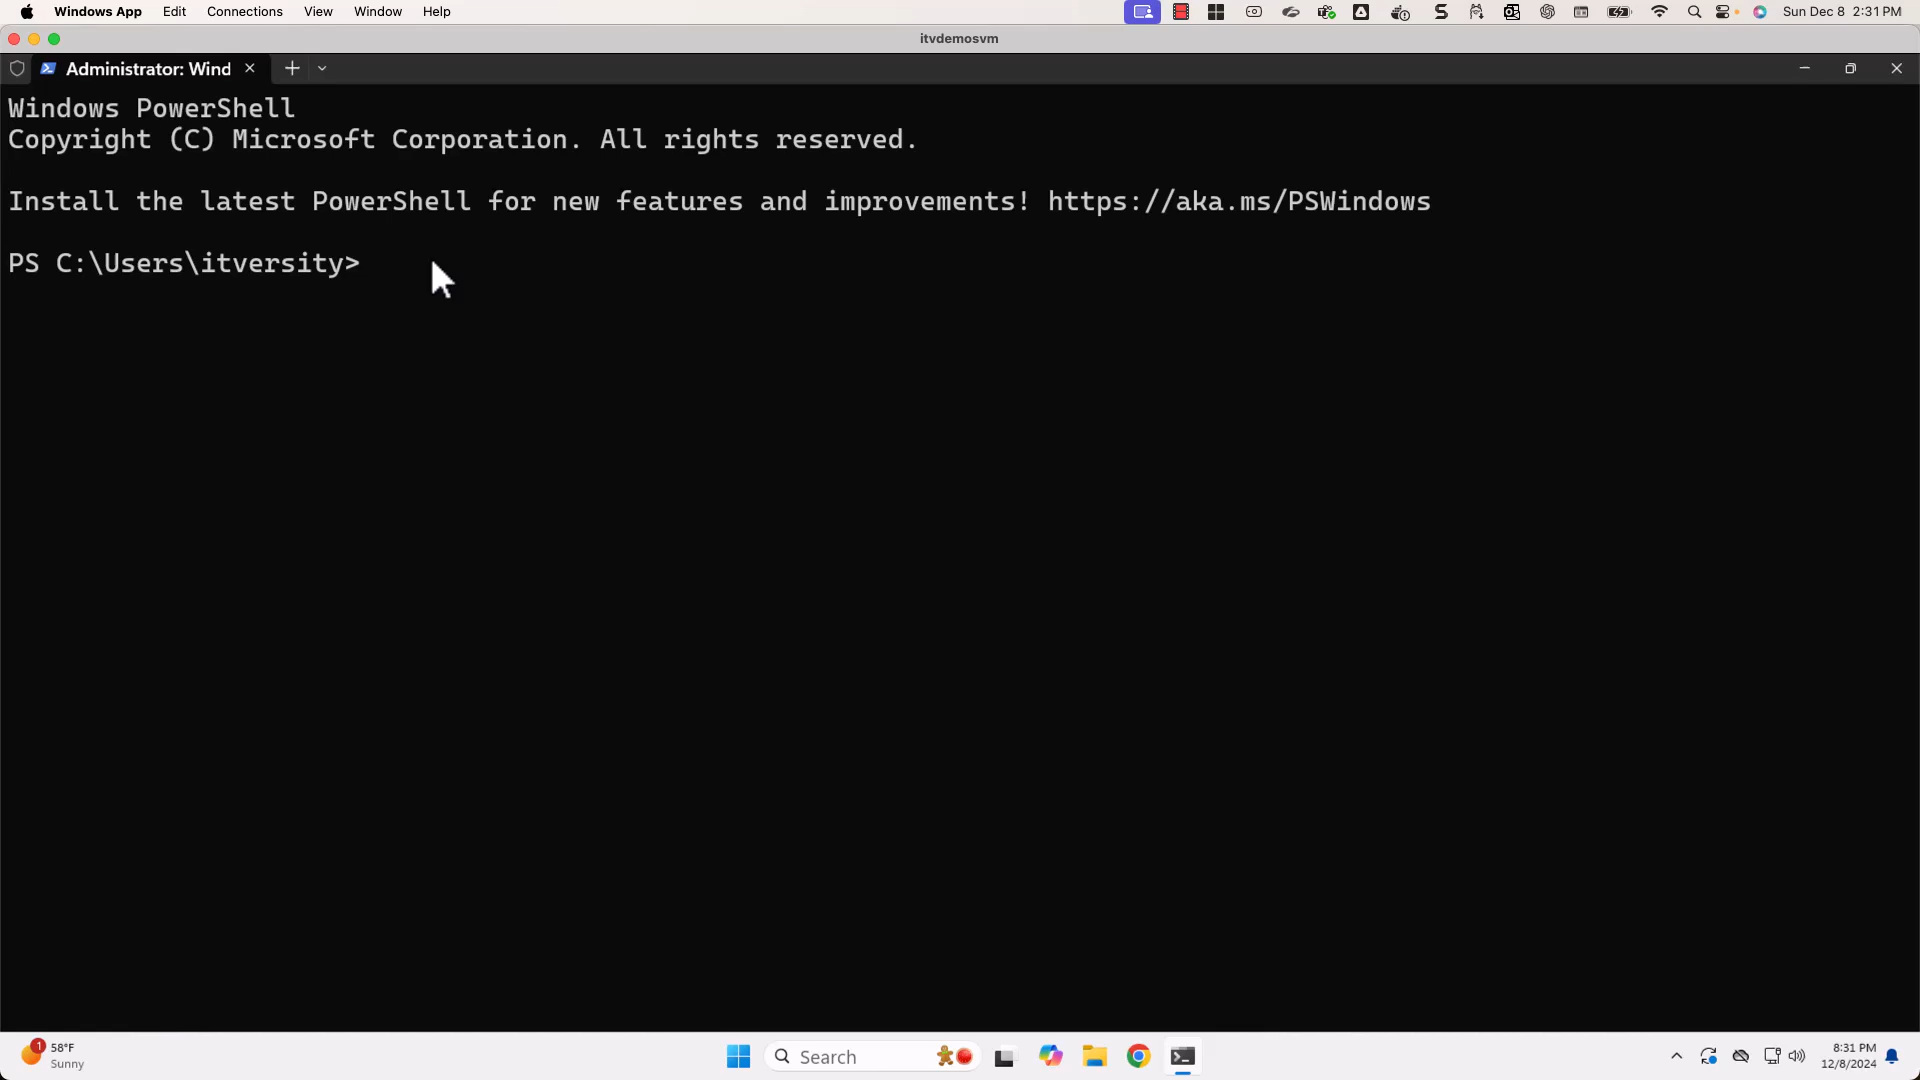 Windows App Edit Connections View Window Help Sun Dec 8 2:31 PM
itvdemosvm
Administrator: Wind
Windows PowerShell
Copyright (C) Microsoft Corporation. All rights reserved.
Install the latest PowerShell for new features and improvements! https://aka.ms/PSWindows
PS C:\Users\itversity>
1
58°F
Sunny
Search
8:31 PM
12/8/2024